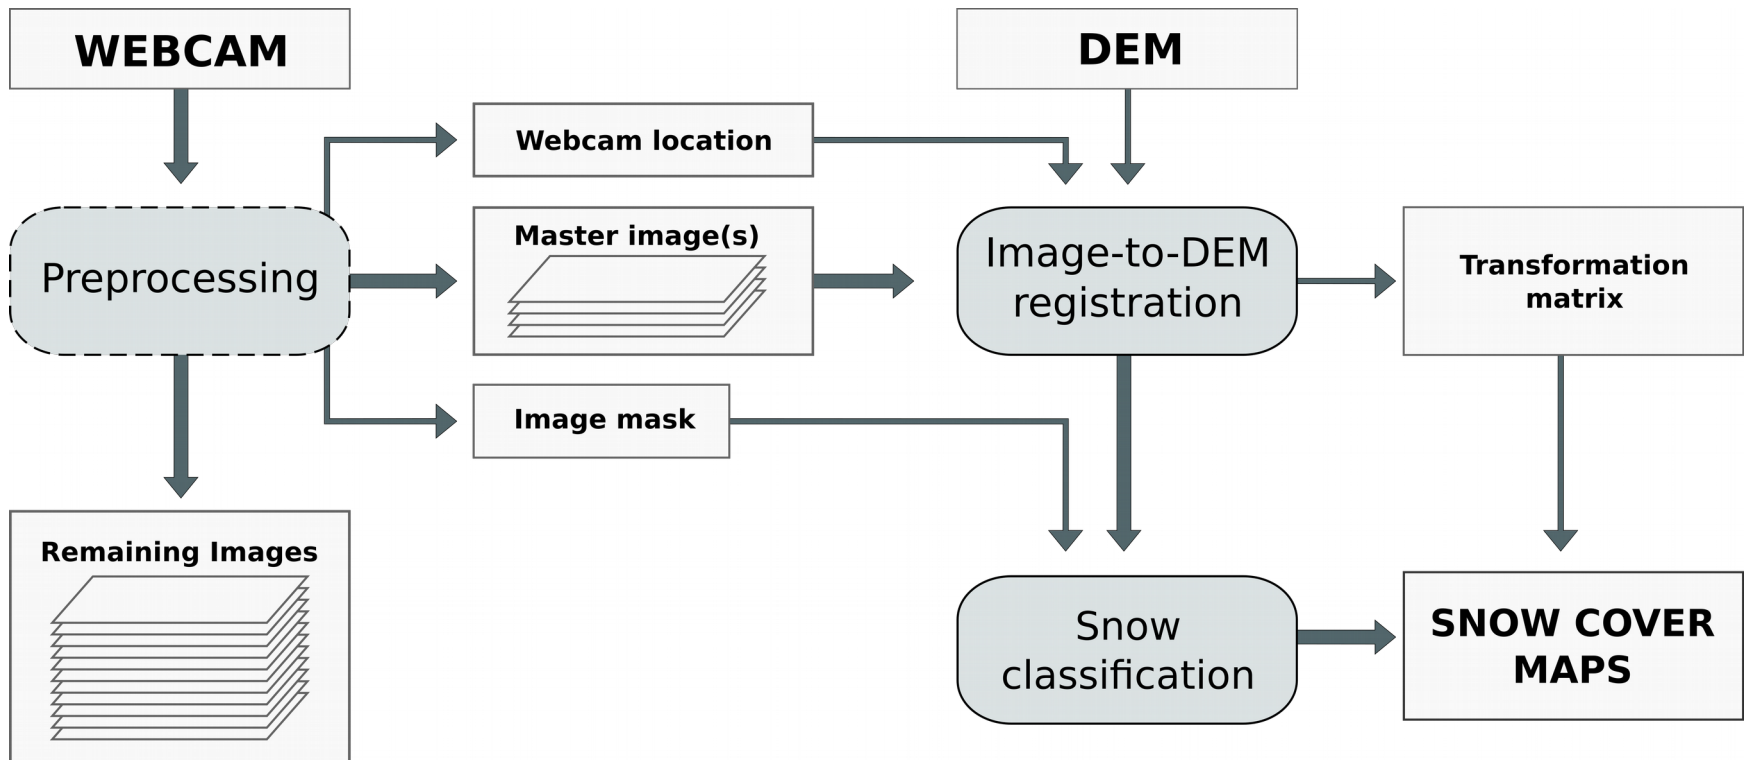 WEBCAM
DEM
Webcam location
Preprocessing
Master image(s)
Image-to-DEM
registration
Transformation
matrix
Image mask
Remaining Images
Snow
classification
SNOW COVER
MAPS